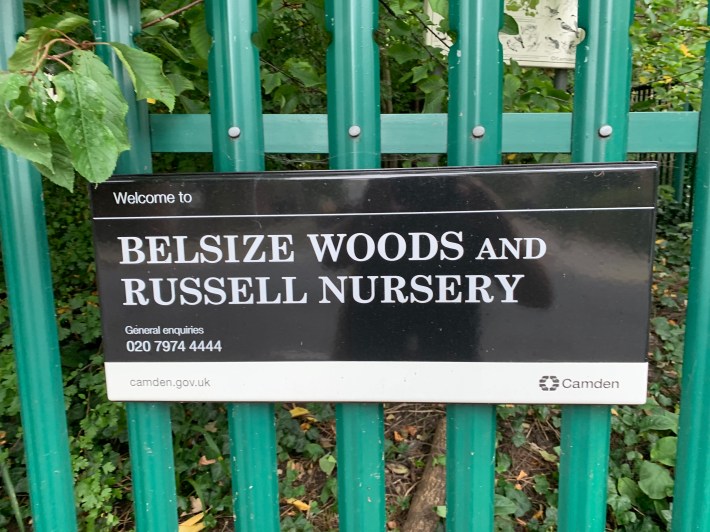 Welcome to
BELSIZE WOODS AND
RUSSELL NURSERY
General enquiries
020 7974 4444
camden.gov.uk
Camden